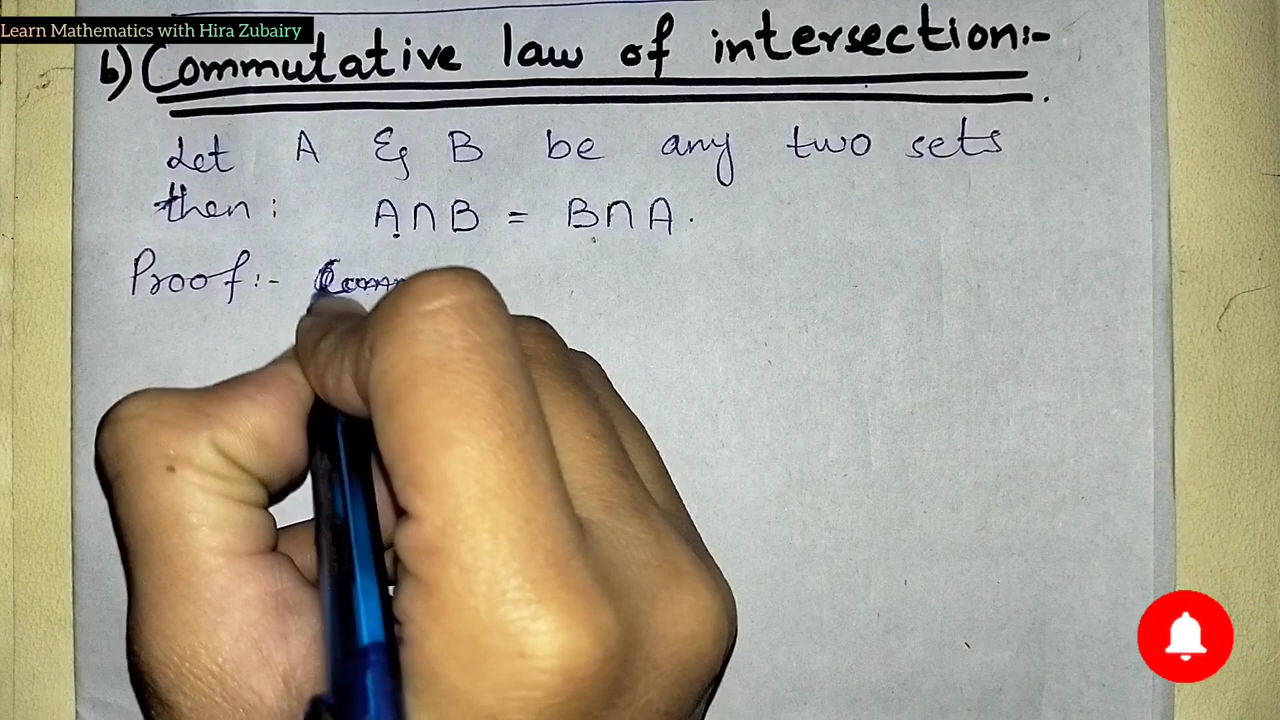 Learn Mathematics with Hira Zubairy
b) Commutative law of intersection:-
Let A & B be any two sets
then: A∩B = B∩A.
Proof:-